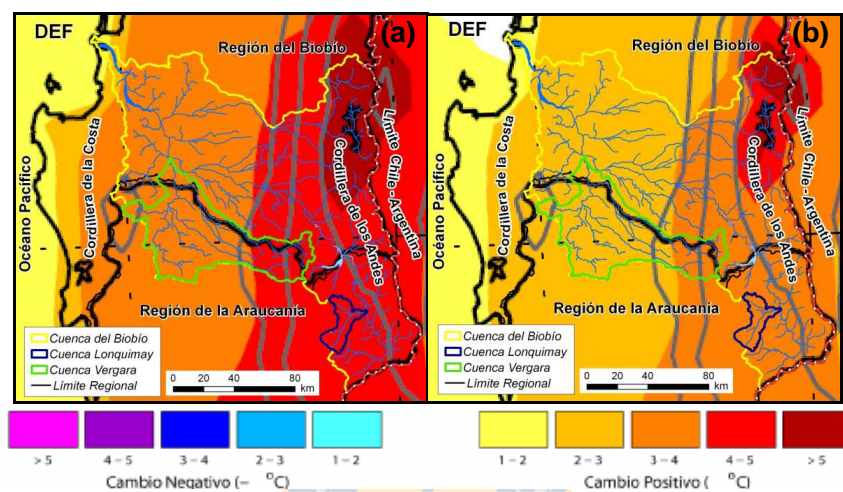 DEF
(a)
Región del Biobío
Océano Pacífico
Cordillera de la Costa
Cordillera de los Andes
Límite Chile-Argentina
Región de la Araucanía
Cuenca del Biobío
Cuenca Lonquimay
Cuenca Vergara
Límite Regional
0 20 40 80
km
DEF
(b)
Región del Biobío
Océano Pacífico
Cordillera de la Costa
Cordillera de los Andes
Límite Chile-Argentina
Región de la Araucanía
Cuenca del Biobío
Cuenca Lonquimay
Cuenca Vergara
Límite Regional
0 20 40 80
km
> 5 4 – 5 3 – 4 2 – 3 1 – 2
Cambio Negativo (– ºC)
1 – 2 2 – 3 3 – 4 4 – 5 > 5
Cambio Positivo ( ºC)